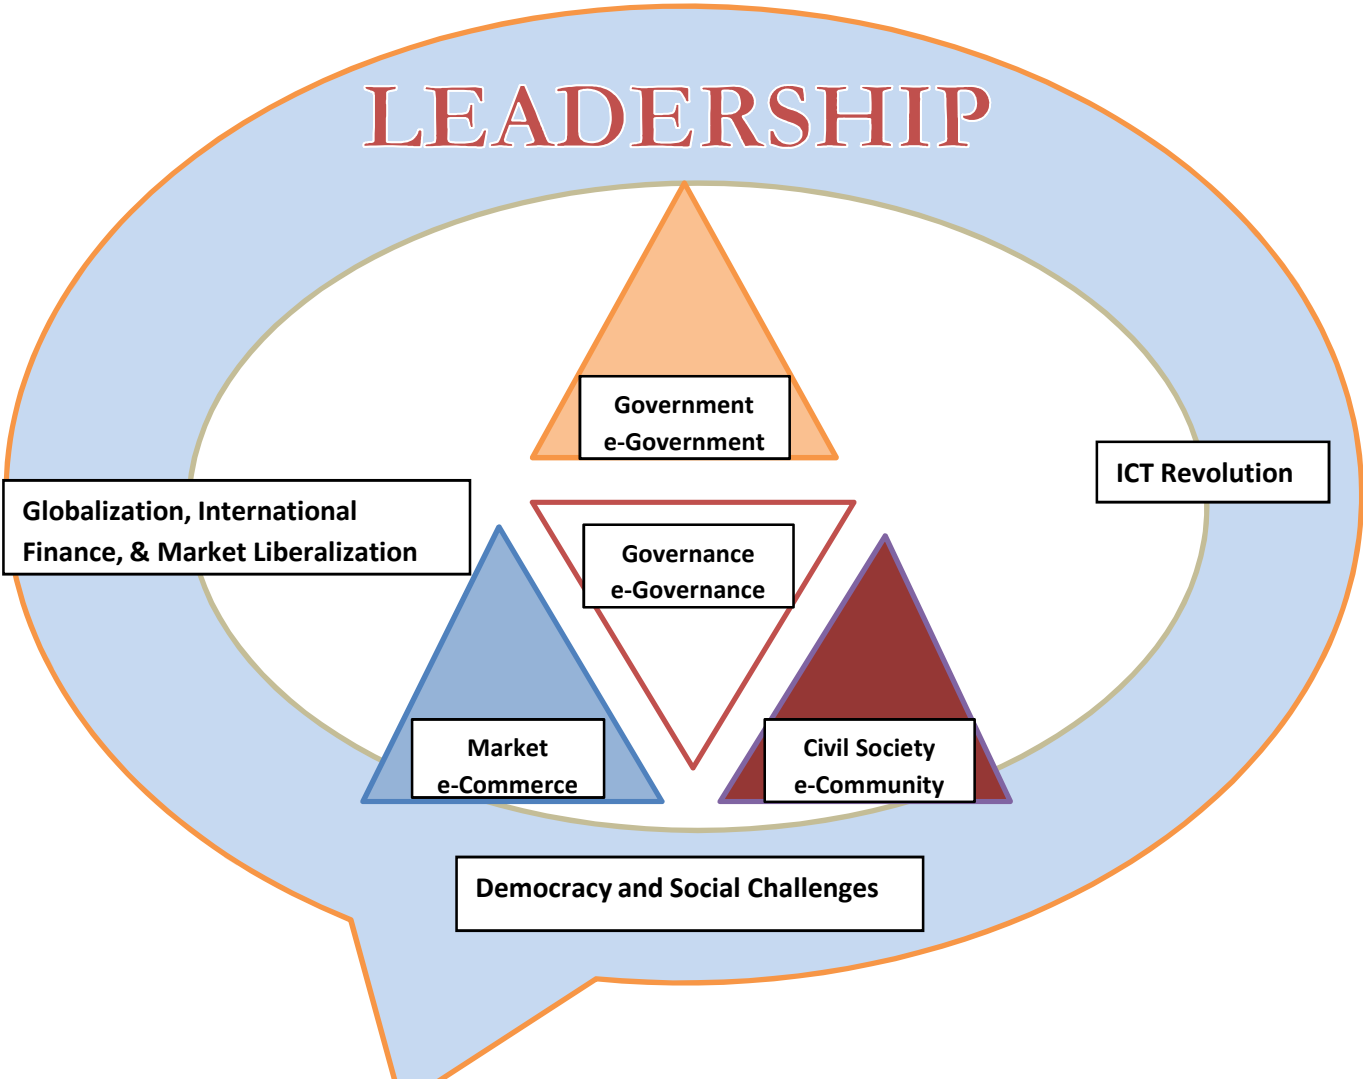 LEADERSHIP
Government
e-Government
ICT Revolution
Globalization, International
Finance, & Market Liberalization
Governance
e-Governance
Market
e-Commerce
Civil Society
e-Community
Democracy and Social Challenges